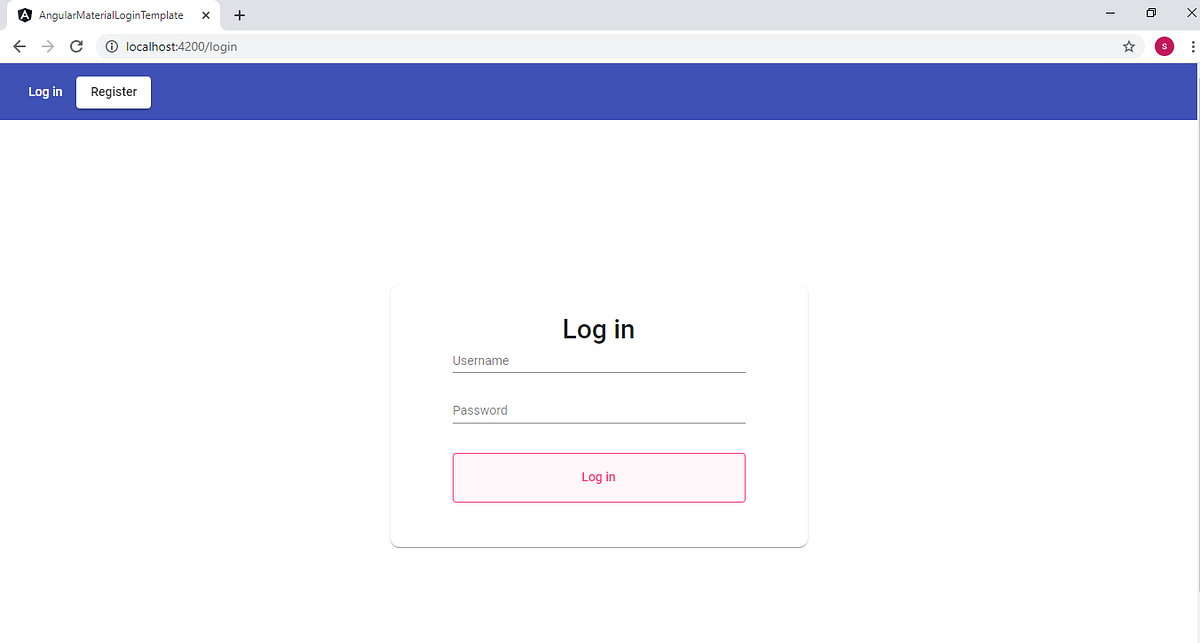 AngularMaterialLoginTemplate
localhost:4200/login
S
Log in Register
Log in
Username
Password
Log in